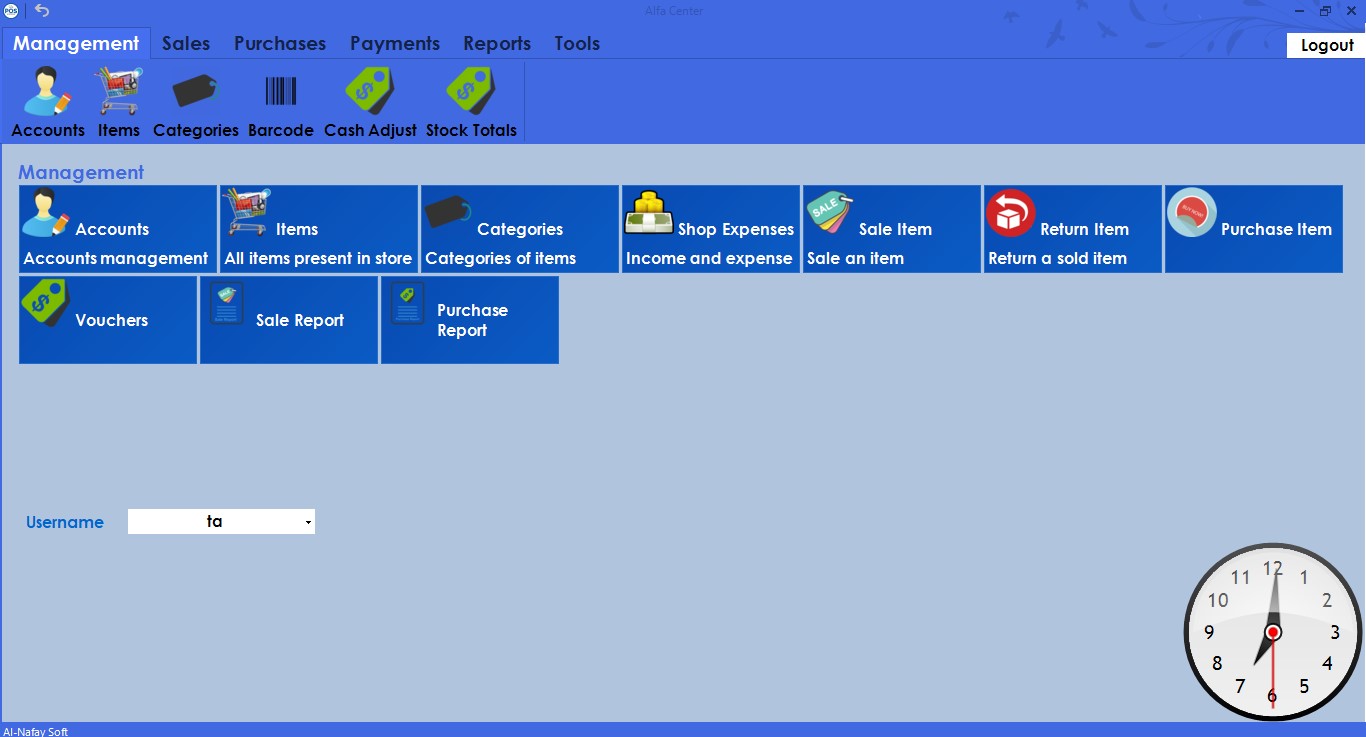 POS
Alfa Center
Management Sales Purchases Payments Reports Tools
Logout
Accounts Items Categories Barcode Cash Adjust Stock Totals
Management
Accounts
Accounts management
Items
All items present in store
Categories
Categories of items
Shop Expenses
Income and expense
SALE
Sale Item
Sale an item
Return Item
Return a sold item
BUY NOW!
Purchase Item
Vouchers
Sale Report
Purchase
Report
Username ta
12
11 1
10 2
9 3
8 4
7 5
6
Al-Nafay Soft